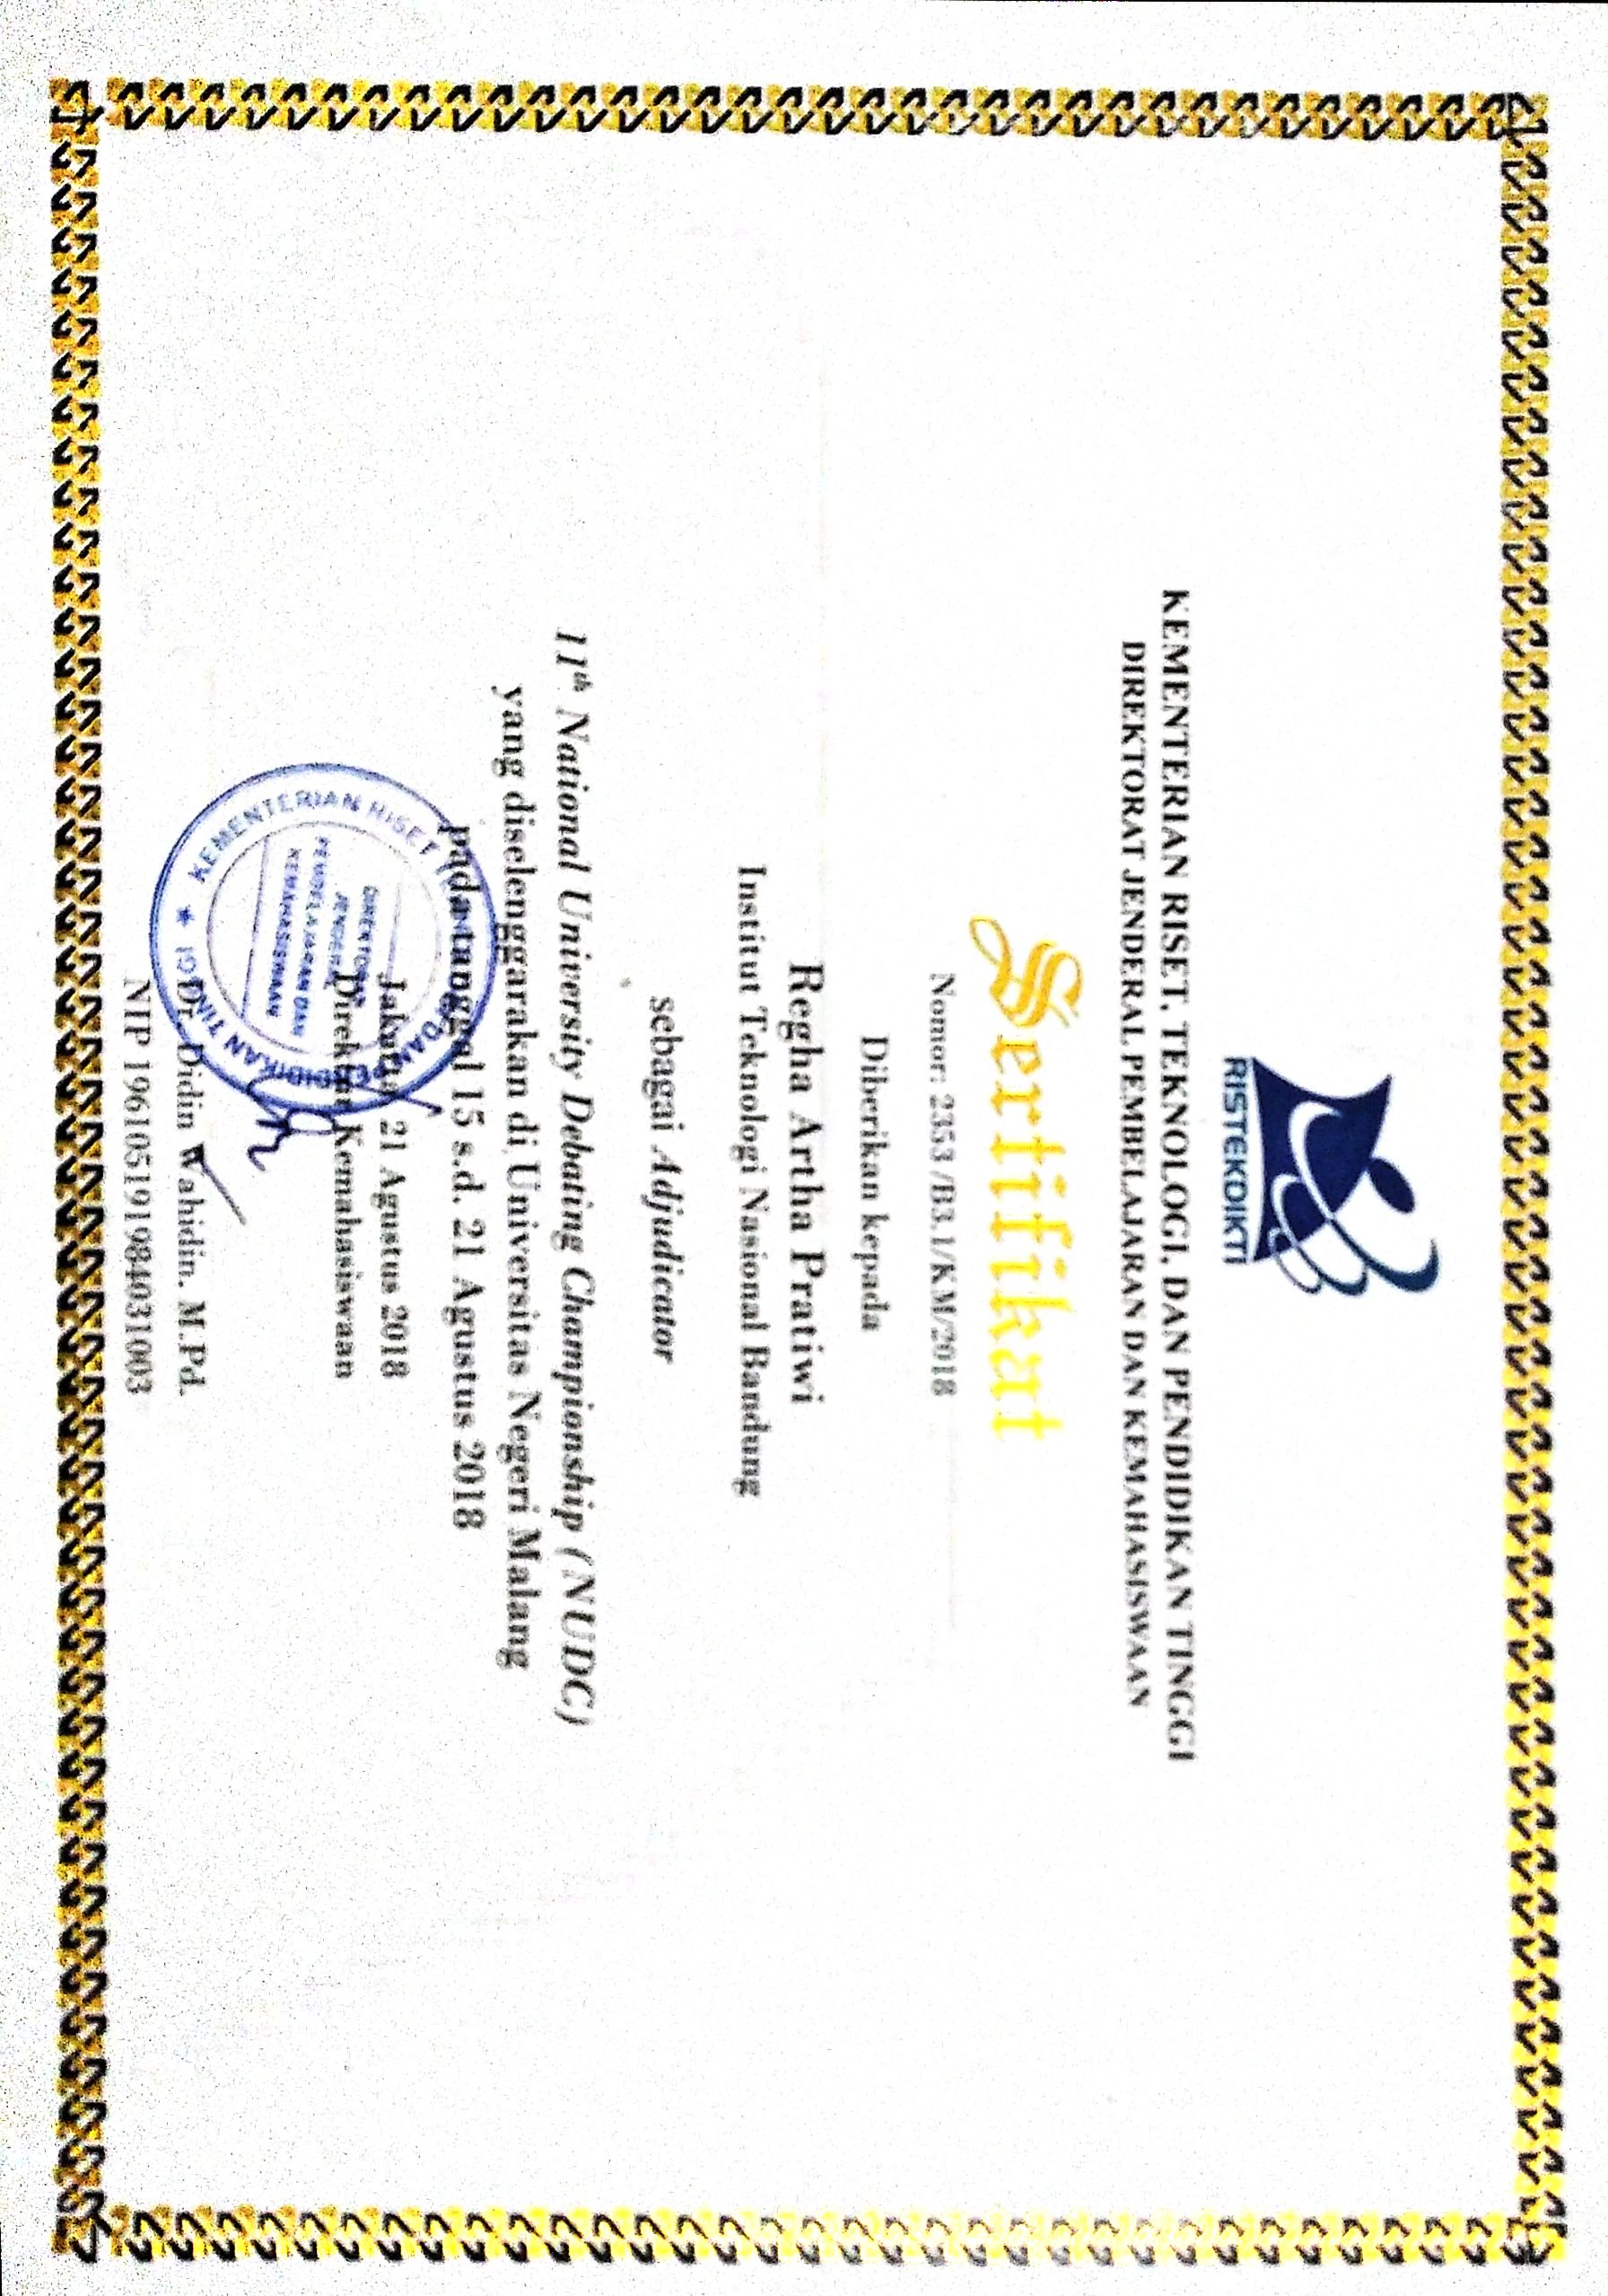 RISTEKDIKTI
KEMENTERIAN RISET, TEKNOLOGI, DAN PENDIDIKAN TINGGI
DIREKTORAT JENDERAL PEMBELAJARAN DAN KEMAHASISWAAN
Sertifikat
Nomor: 2353 /B3.1/KM/2018
Diberikan kepada
Regha Artha Pratiwi
Institut Teknologi Nasional Bandung
sebagai Adjudicator
11th National University Debating Championship (NUDC)
yang diselenggarakan di Universitas Negeri Malang
pada tanggal 15 s.d. 21 Agustus 2018
Jakarta, 21 Agustus 2018
Direktur Kemahasiswaan
KEMENTERIAN RISET TEKNOLOGI DAN PENDIDIKAN TINGGI
DIREKTORAT
JENDERAL
PEMBELAJARAN DAN
KEMAHASISWAAN
Dr. Didin Wahidin. M.Pd.
NIP 196105191984031003